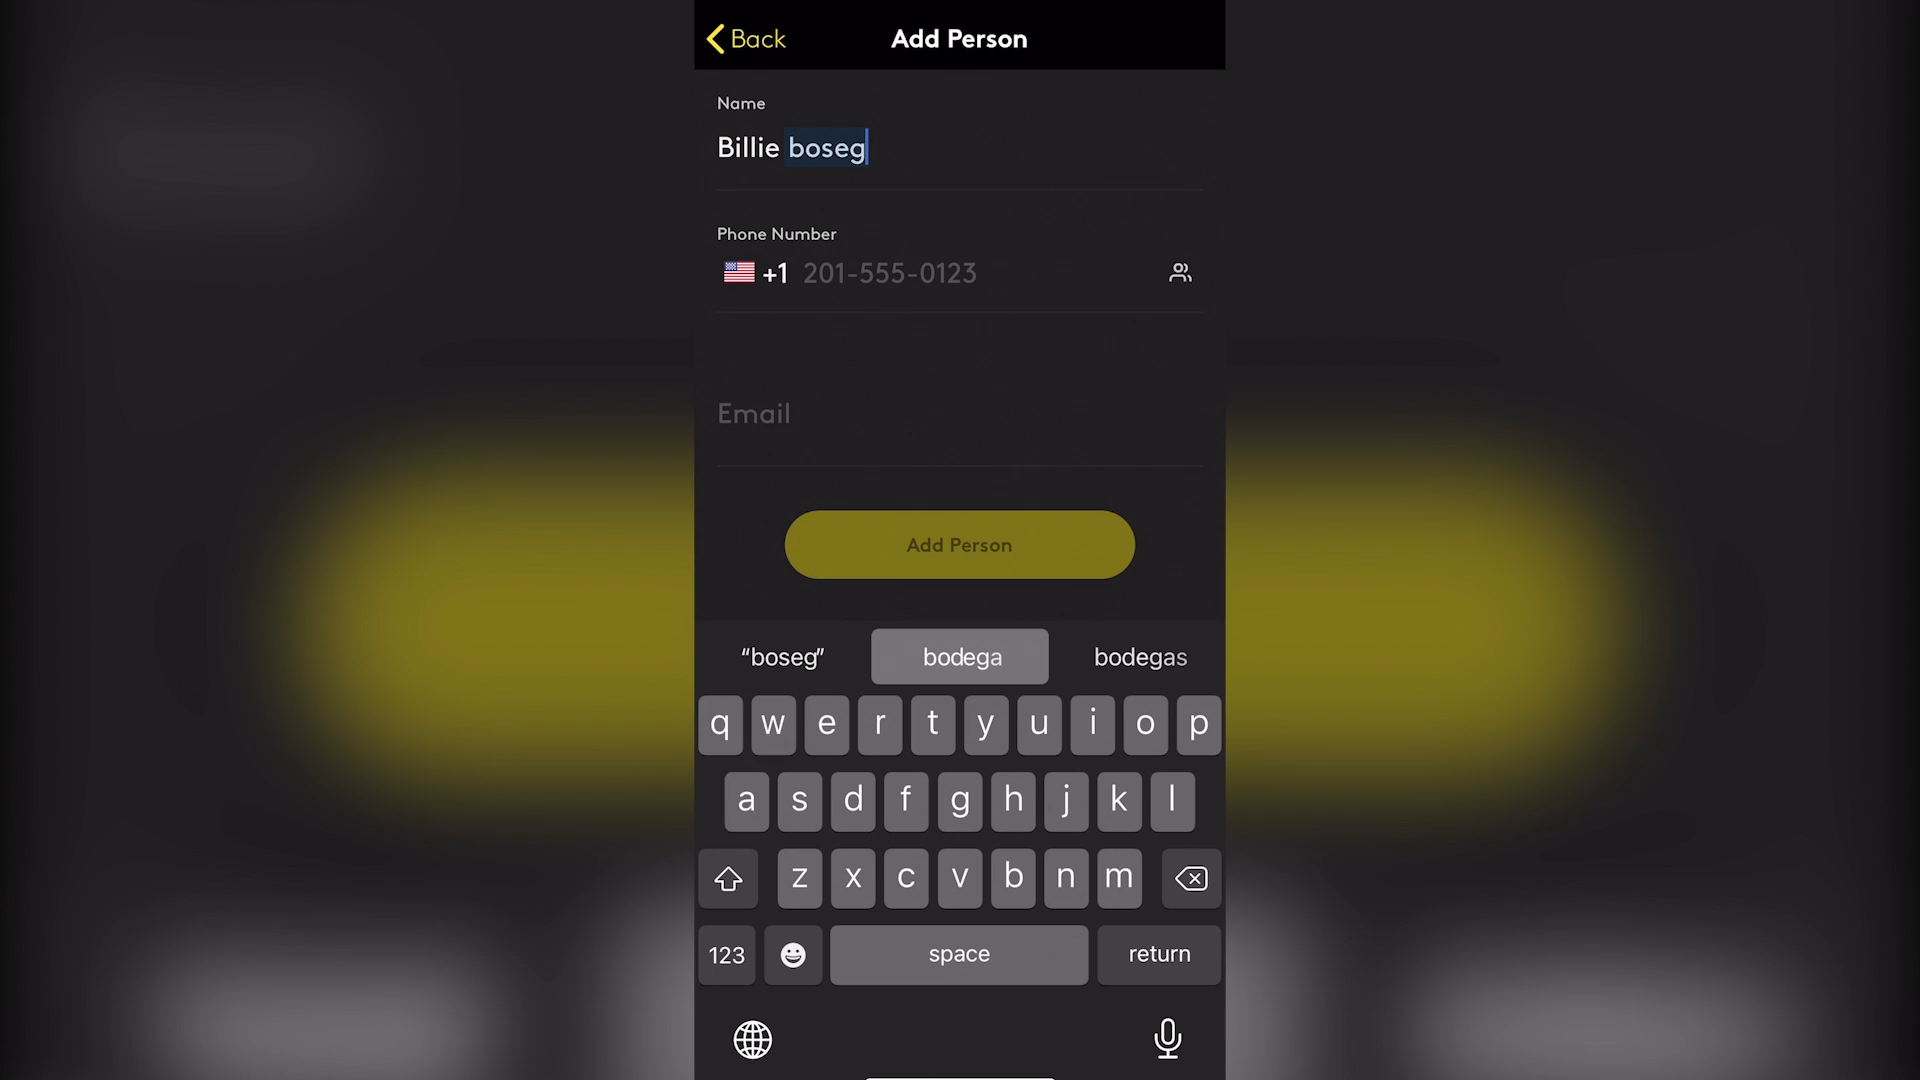 Back Add Person
Name
Billie boseg
Phone Number
+1 201-555-0123
Email
Add Person
“boseg” bodega bodegas
q w e r t y u i o p
a s d f g h j k l
z x c v b n m
123 space return